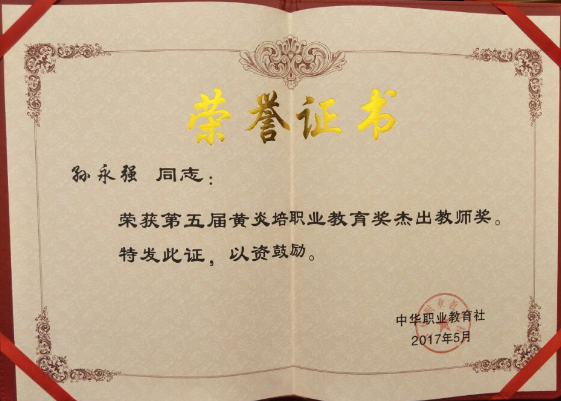 荣誉证书
孙永强 同志：
荣获第五届黄炎培职业教育奖杰出教师奖。
特发此证，以资鼓励。
中华职业教育社
2017年5月